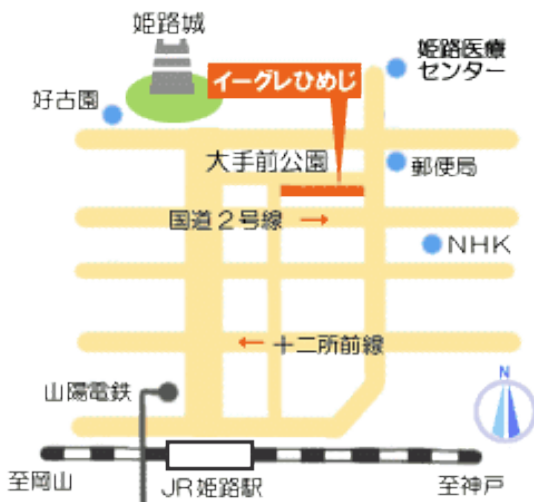 姫路城
姫路医療
センター
イーグレひめじ
好古園
大手前公園
郵便局
国道2号線
NHK
十二所前線
山陽電鉄
N
至岡山
JR姫路駅
至神戸